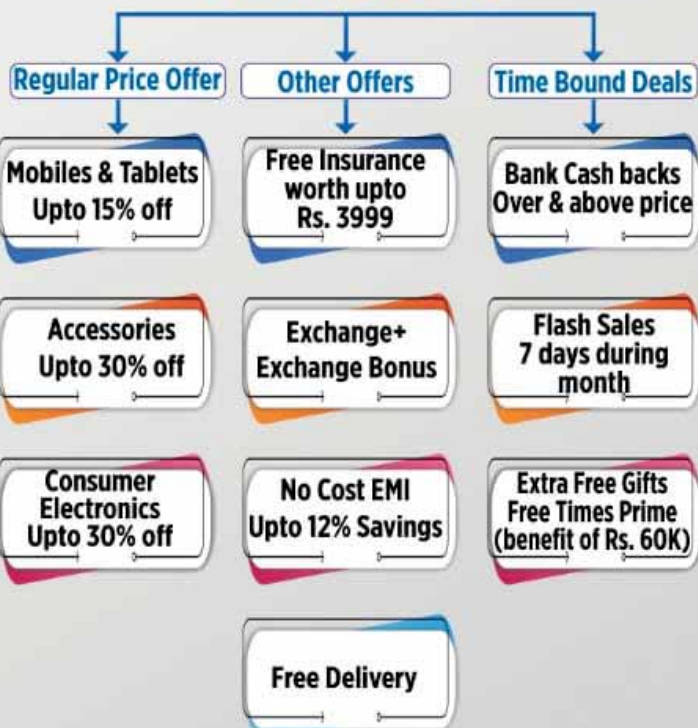 Regular Price Offer
Other Offers
Time Bound Deals
Mobiles & Tablets
Upto 15% off
Free Insurance
worth upto
Rs. 3999
Bank Cash backs
Over & above price
Accessories
Upto 30% off
Exchange+
Exchange Bonus
Flash Sales
7 days during
month
Consumer
Electronics
Upto 30% off
No Cost EMI
Upto 12% Savings
Extra Free Gifts
Free Times Prime
(benefit of Rs. 60K)
Free Delivery